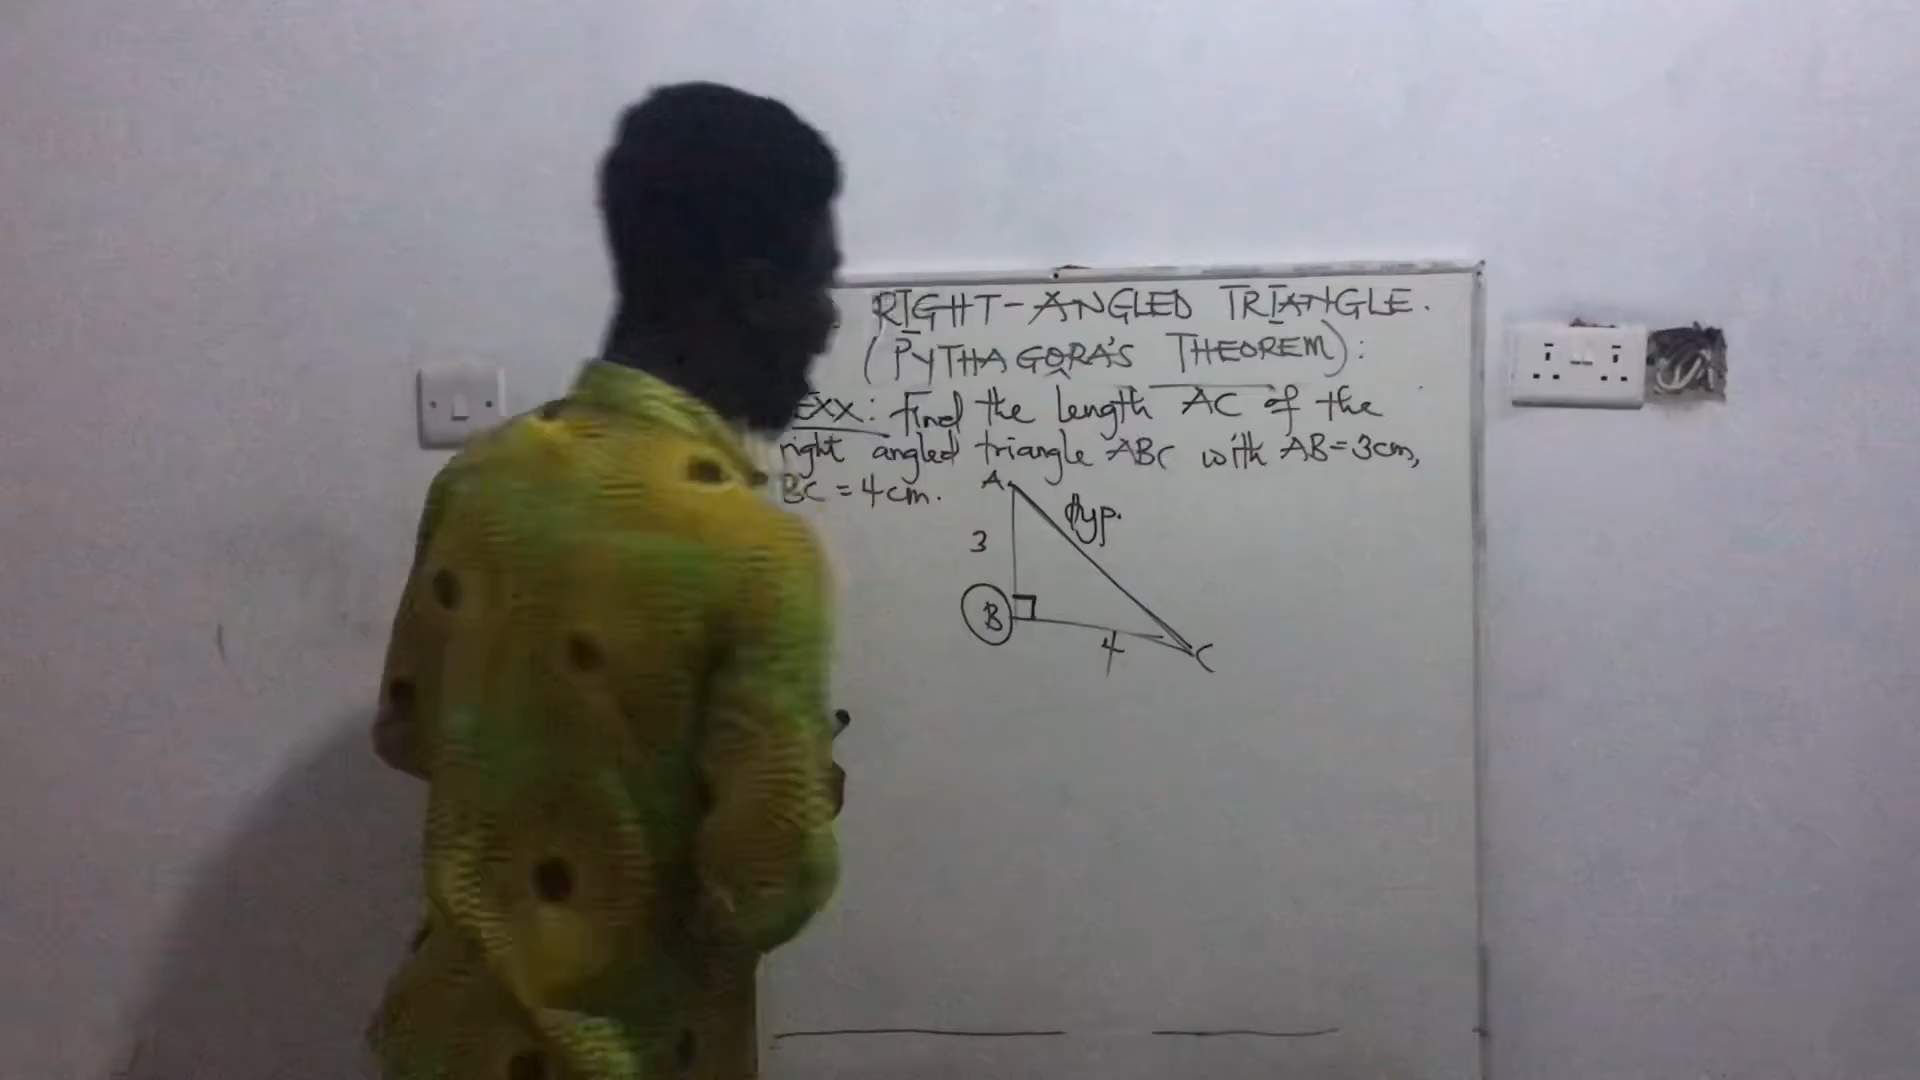 RIGHT-ANGLED TRIANGLE.
(PYTHAGORA'S THEOREM):
EXX: find the length AC of the
right angled triangle ABC with AB=3cm,
BC = 4cm.
A
hyp.
3
B
4
C